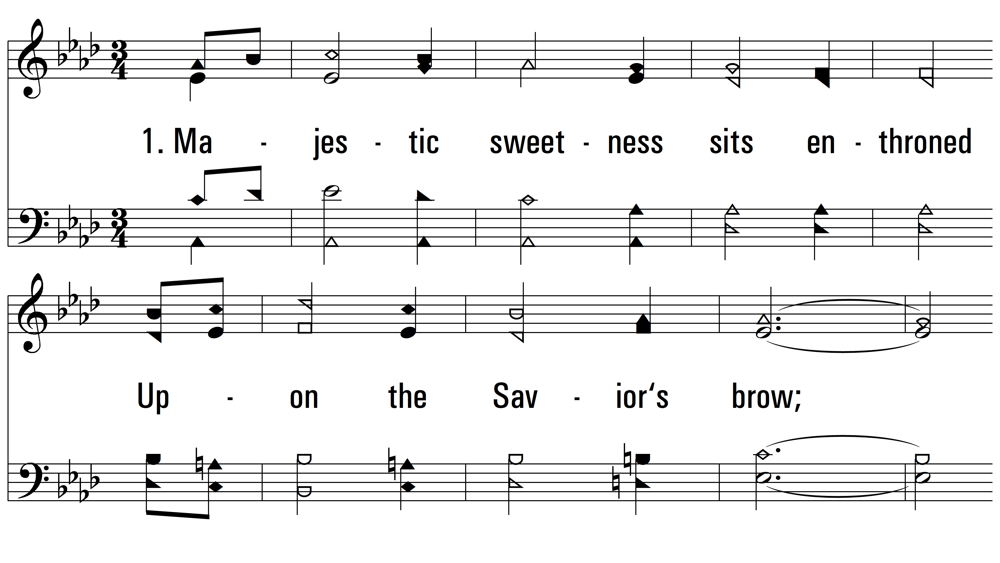 1. Ma - jes - tic sweet - ness sits en - throned
Up - on the Sav - ior‘s brow;